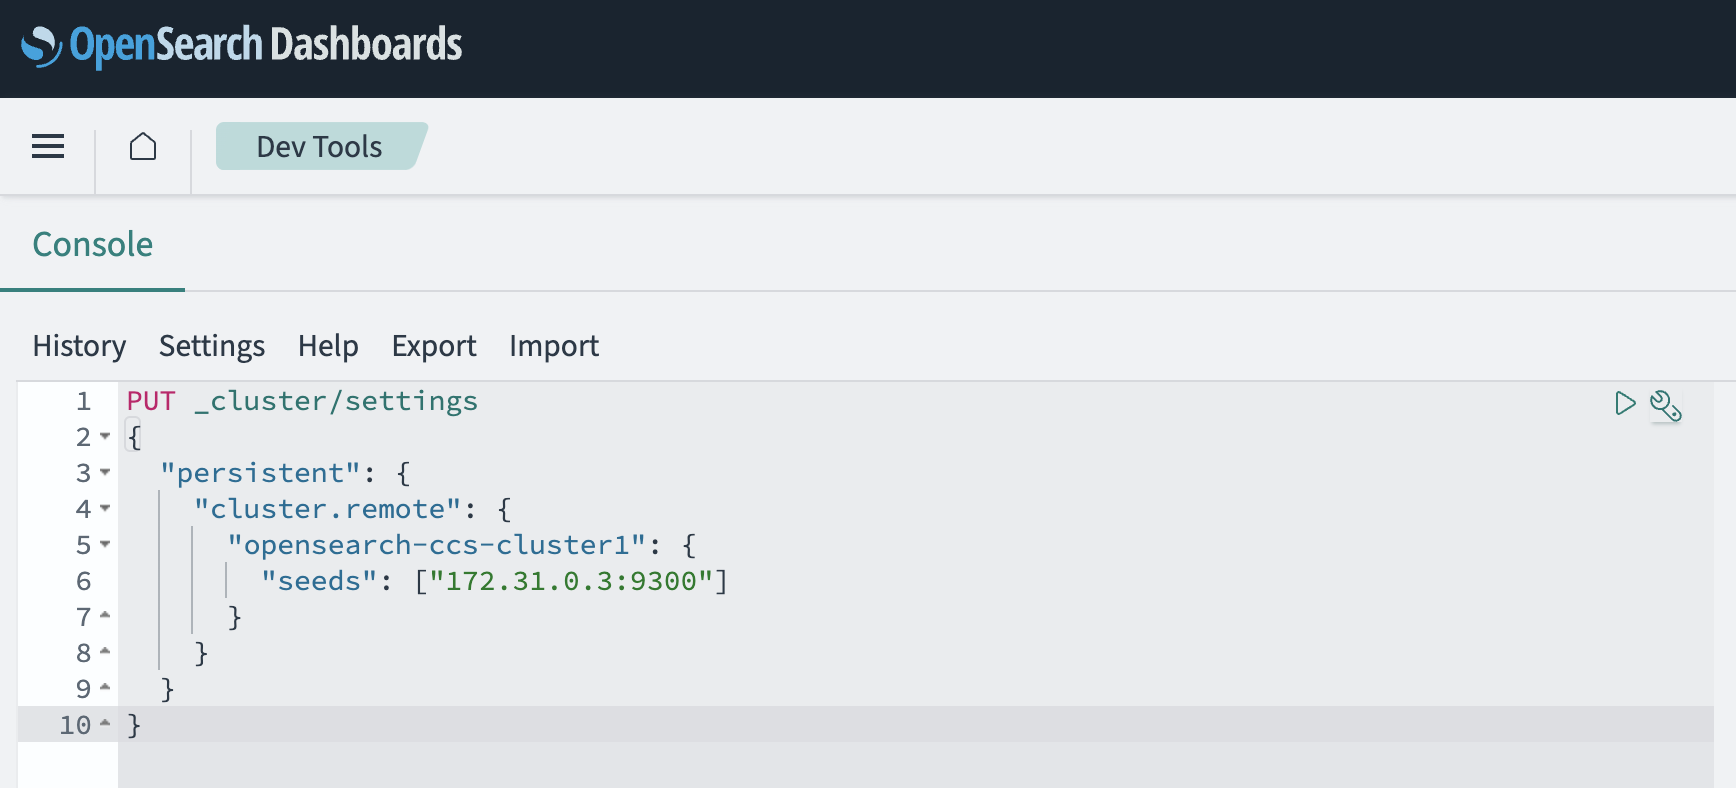 OpenSearch Dashboards
Dev Tools
Console
History Settings Help Export Import
1 PUT _cluster/settings
2 {
3   "persistent": {
4     "cluster.remote": {
5       "opensearch-ccs-cluster1": {
6         "seeds": ["172.31.0.3:9300"]
7       }
8     }
9   }
10 }